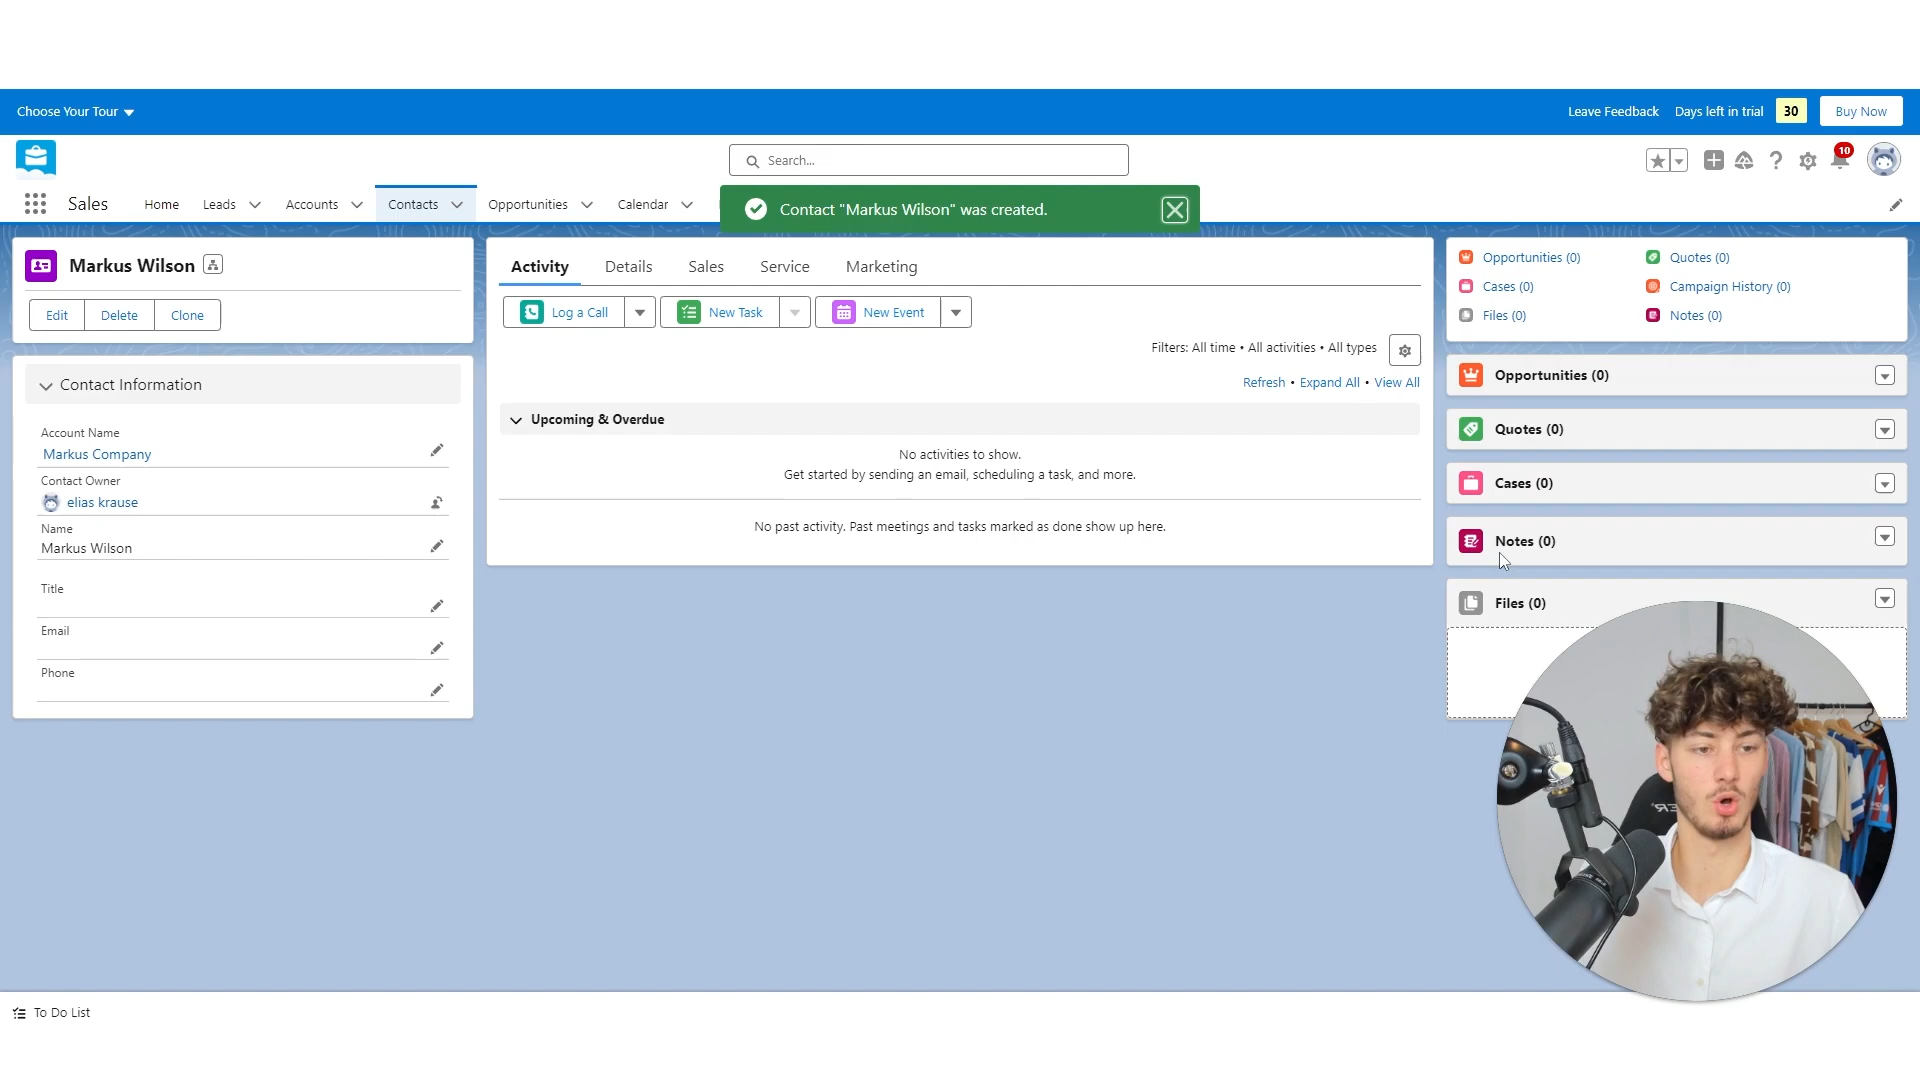 Choose Your Tour
Leave Feedback Days left in trial 30 Buy Now
Search...
10
Sales Home Leads Accounts Contacts Opportunities Calendar
Contact "Markus Wilson" was created.
Markus Wilson
Edit Delete Clone
Contact Information
Account Name
Markus Company
Contact Owner
elias krause
Name
Markus Wilson
Title
Email
Phone
Activity Details Sales Service Marketing
Log a Call New Task New Event
Filters: All time • All activities • All types
Refresh • Expand All • View All
Upcoming & Overdue
No activities to show.
Get started by sending an email, scheduling a task, and more.
No past activity. Past meetings and tasks marked as done show up here.
Opportunities (0) Quotes (0)
Cases (0) Campaign History (0)
Files (0) Notes (0)
Opportunities (0)
Quotes (0)
Cases (0)
Notes (0)
Files (0)
To Do List